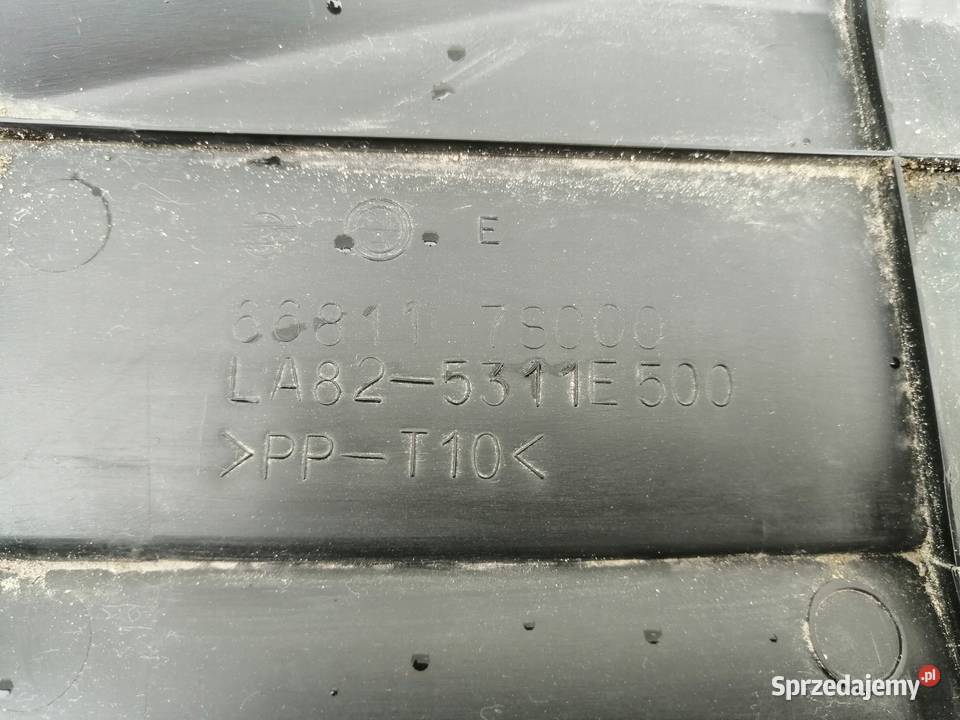 E
66811 7S000
LA82-5311E500
>PP-T10<
Sprzedajemy.pl